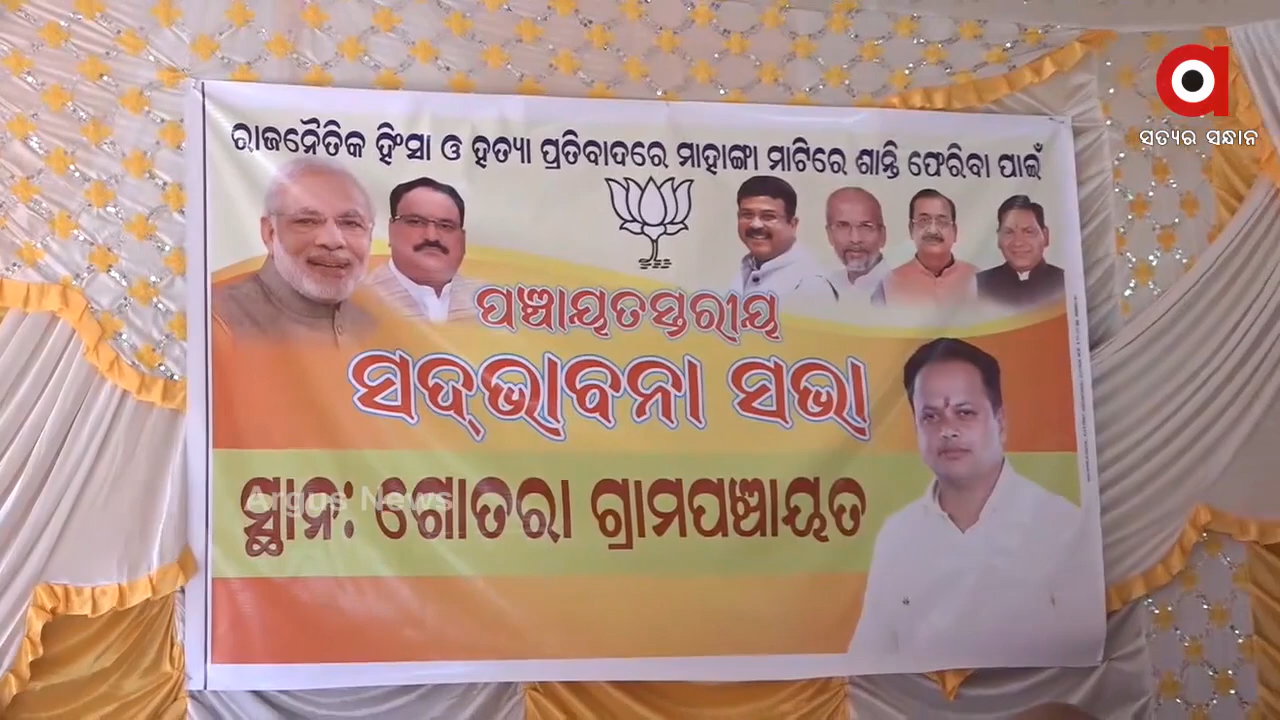 ସତ୍ୟର ସନ୍ଧାନ
ରାଜନୈତିକ ହିଂସା ଓ ହତ୍ୟା ପ୍ରତିବାଦରେ ମାହାଙ୍ଗା ମାଟିରେ ଶାନ୍ତି ଫେରିବା ପାଇଁ
ପଞ୍ଚାୟତସ୍ତରୀୟ
ସଦ୍‌ଭାବନା ସଭା
ସ୍ଥାନ: ଗୋତରା ଗ୍ରାମପଞ୍ଚାୟତ
Argus News